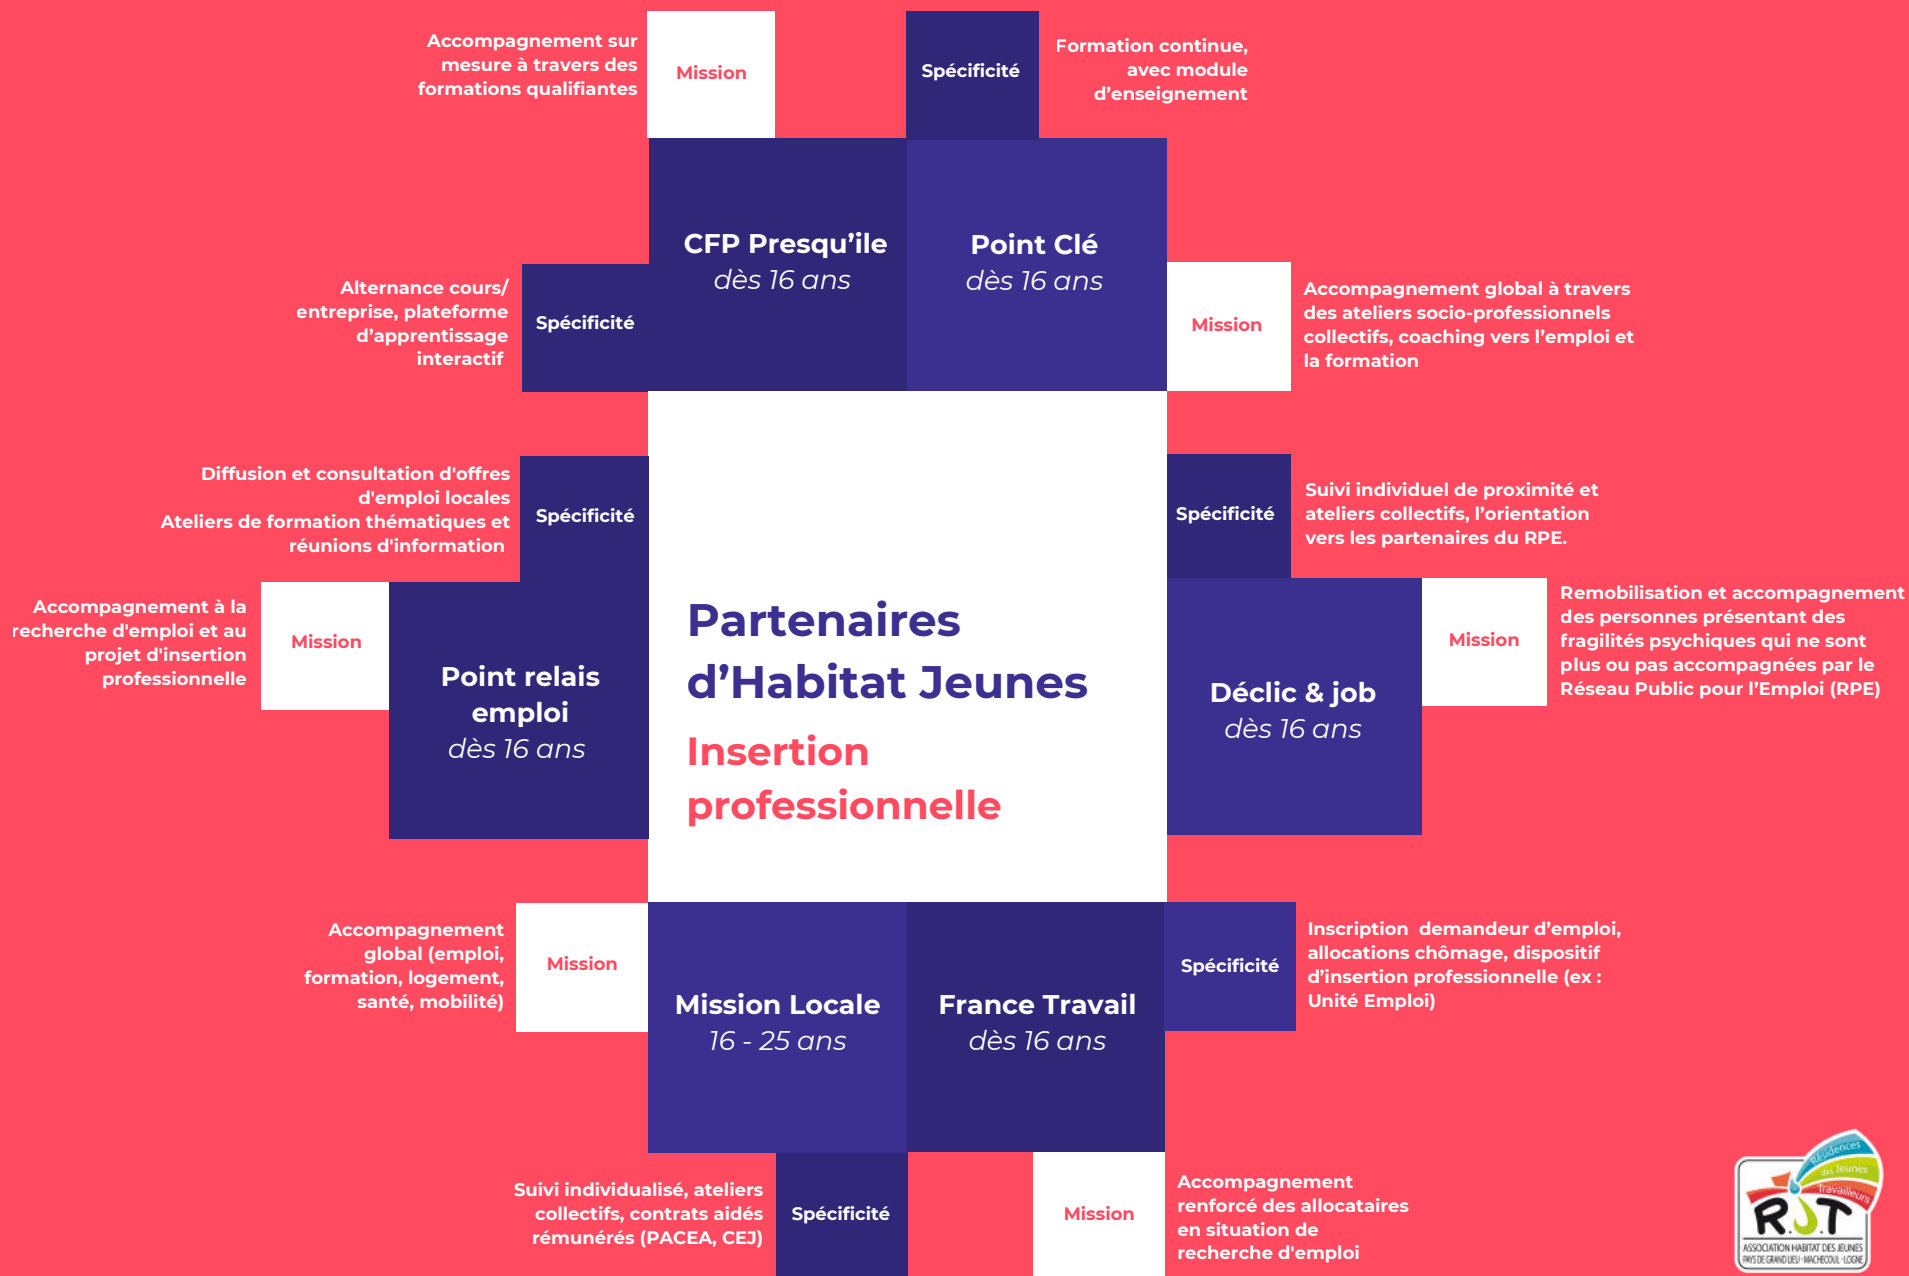 Accompagnement sur
mesure à travers des
formations qualifiantes
Mission
Spécificité
Formation continue,
avec module
d’enseignement
CFP Presqu’ile
dès 16 ans
Point Clé
dès 16 ans
Alternance cours/
entreprise, plateforme
d’apprentissage
interactif
Spécificité
Mission
Accompagnement global à travers
des ateliers socio-professionnels
collectifs, coaching vers l’emploi et
la formation
Diffusion et consultation d'offres
d'emploi locales
Ateliers de formation thématiques et
réunions d'information
Spécificité
Accompagnement à la
recherche d'emploi et au
projet d'insertion
professionnelle
Mission
Point relais
emploi
dès 16 ans
Partenaires
d’Habitat Jeunes
Insertion
professionnelle
Spécificité
Suivi individuel de proximité et
ateliers collectifs, l’orientation
vers les partenaires du RPE.
Déclic & job
dès 16 ans
Mission
Remobilisation et accompagnement
des personnes présentant des
fragilités psychiques qui ne sont
plus ou pas accompagnées par le
Réseau Public pour l’Emploi (RPE)
Accompagnement
global (emploi,
formation, logement,
santé, mobilité)
Mission
Mission Locale
16 - 25 ans
France Travail
dès 16 ans
Spécificité
Inscription  demandeur d’emploi,
allocations chômage, dispositif
d’insertion professionnelle (ex :
Unité Emploi)
Suivi individualisé, ateliers
collectifs, contrats aidés
rémunérés (PACEA, CEJ)
Spécificité
Mission
Accompagnement
renforcé des allocataires
en situation de
recherche d'emploi
Résidences
des Jeunes
Travailleurs
R.J.T
ASSOCIATION HABITAT DES JEUNES
PAYS DE GRAND LIEU - MACHECOUL - LOGNE